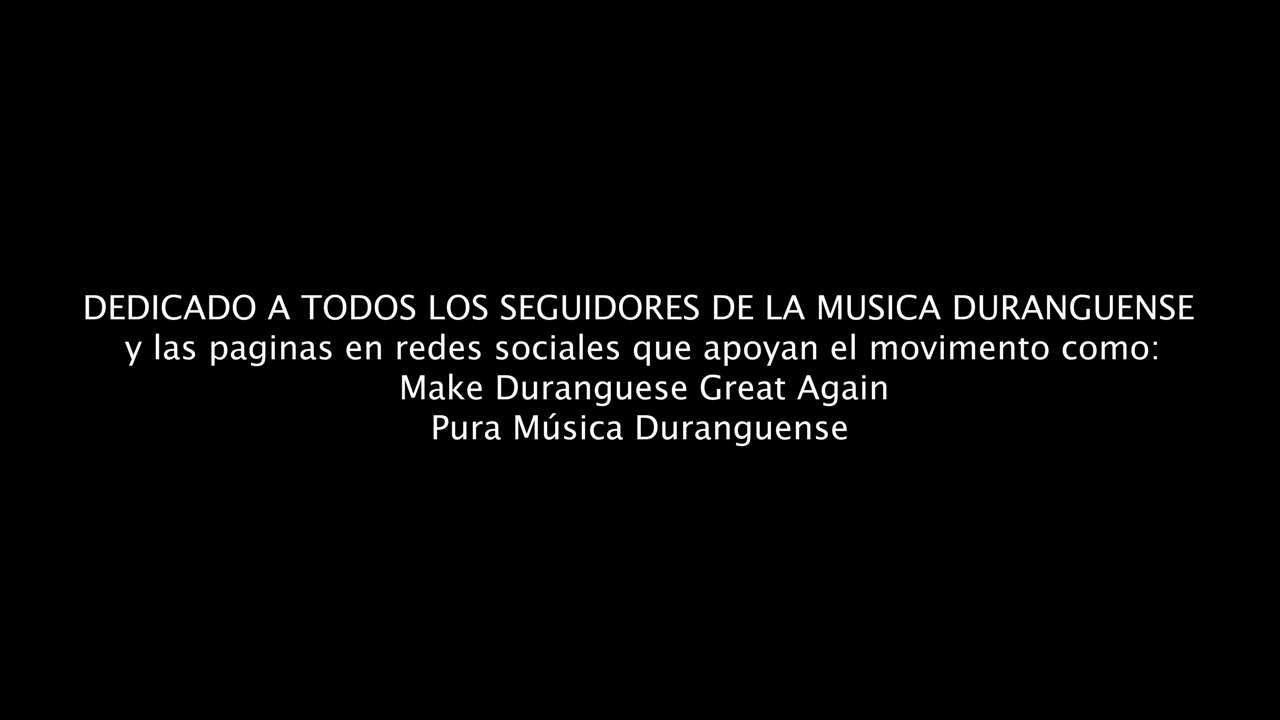 DEDICADO A TODOS LOS SEGUIDORES DE LA MUSICA DURANGUENSE
y las paginas en redes sociales que apoyan el movimento como:
Make Duranguese Great Again
Pura Música Duranguense